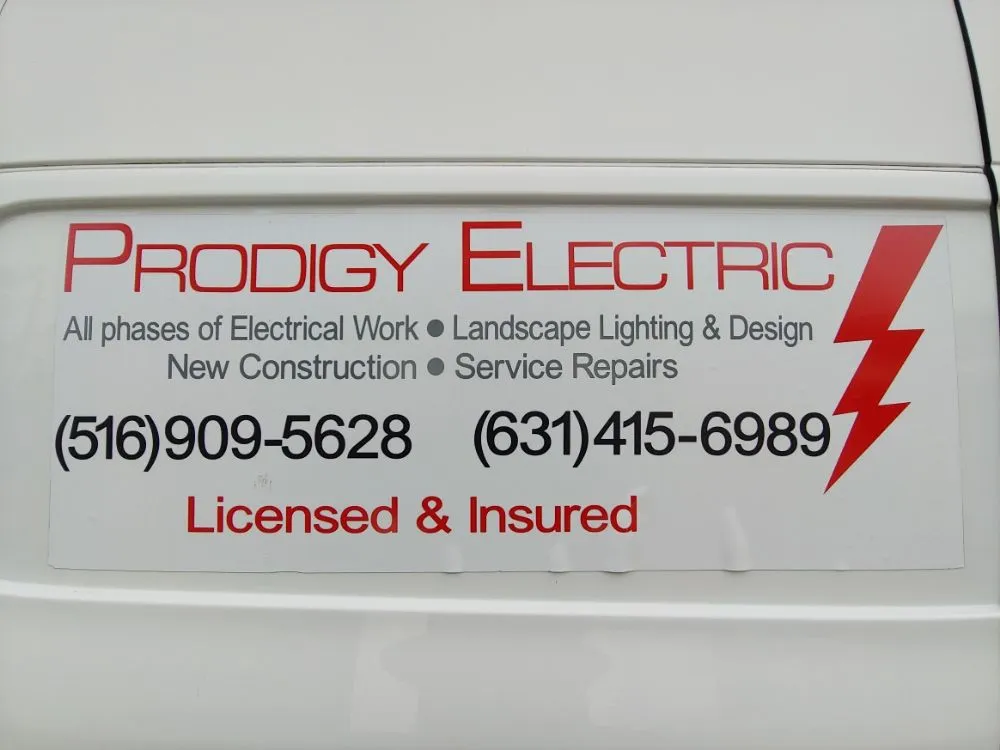 Prodigy Electric
All phases of Electrical Work • Landscape Lighting & Design
New Construction • Service Repairs
(516)909-5628 (631)415-6989
Licensed & Insured